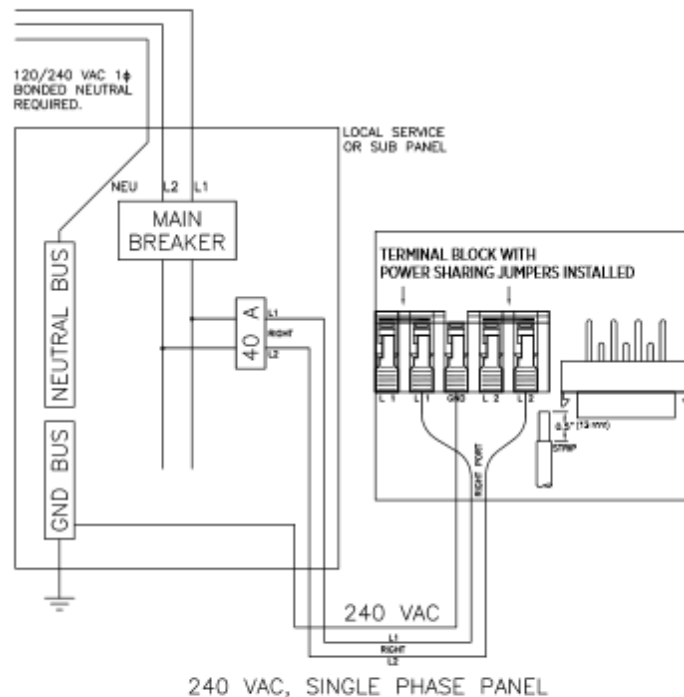 120/240 VAC 1ϕ
BONDED NEUTRAL
REQUIRED.
LOCAL SERVICE
OR SUB PANEL
NEU
L2
L1
MAIN
BREAKER
NEUTRAL BUS
GND BUS
40 A
L1
RIGHT
L2
TERMINAL BLOCK WITH
POWER SHARING JUMPERS INSTALLED
L 1
L 1
GND
L 2
L 2
0.5" (13 mm)
STRIP
RIGHT PORT
240 VAC
L1
RIGHT
L2
240 VAC, SINGLE PHASE PANEL